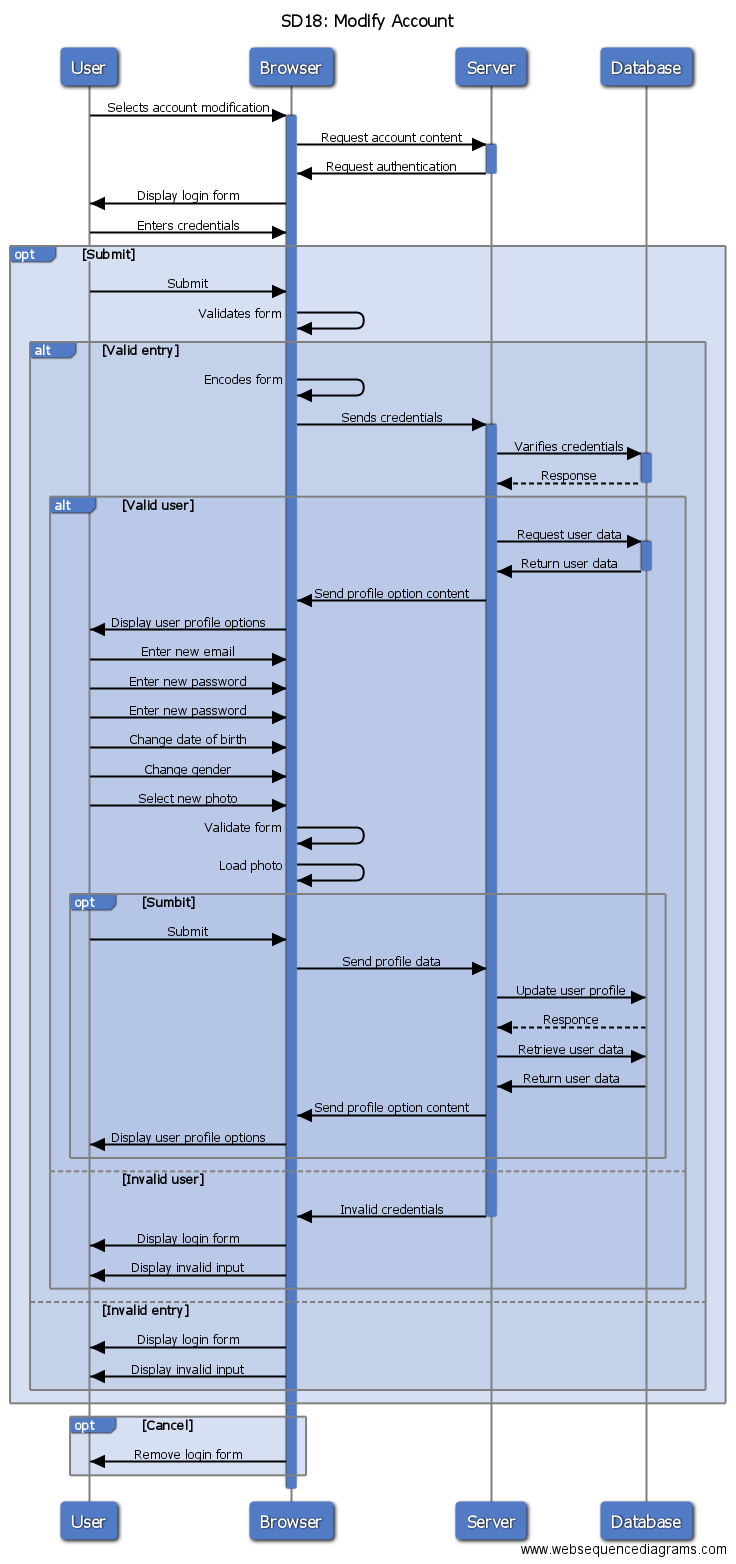 SD18: Modify Account
User Browser Server Database
Selects account modification
Request account content
Request authentication
Display login form
Enters credentials
opt [Submit]
Submit
Validates form
alt [Valid entry]
Encodes form
Sends credentials
Varifies credentials
Response
alt [Valid user]
Request user data
Return user data
Send profile option content
Display user profile options
Enter new email
Enter new password
Enter new password
Change date of birth
Change gender
Select new photo
Validate form
Load photo
opt [Sumbit]
Submit
Send profile data
Update user profile
Responce
Retrieve user data
Return user data
Send profile option content
Display user profile options
[Invalid user]
Invalid credentials
Display login form
Display invalid input
[Invalid entry]
Display login form
Display invalid input
opt [Cancel]
Remove login form
User Browser Server Database
www.websequencediagrams.com